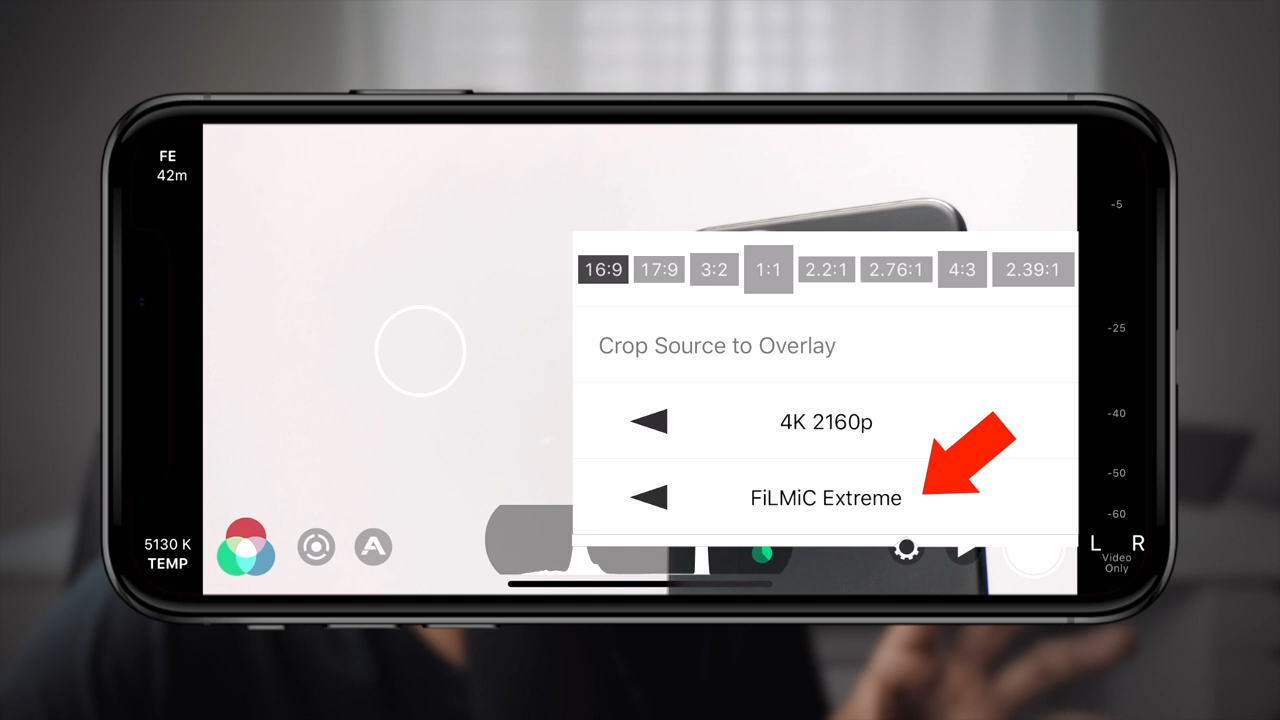 FE
42m
16:9 17:9 3:2 1:1 2.2:1 2.76:1 4:3 2.39:1
Crop Source to Overlay
4K 2160p
FiLMiC Extreme
5130 K
TEMP
A
-5
-25
-40
-50
-60
L R
Video
Only